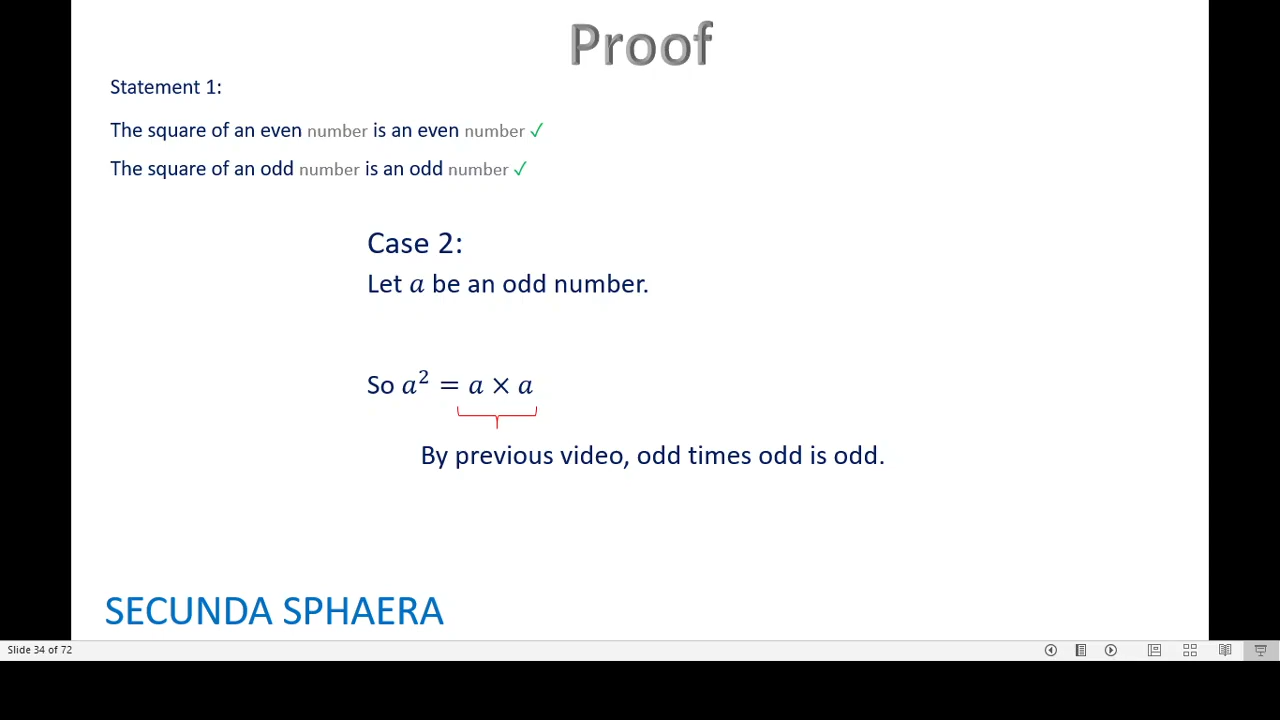 Proof
Statement 1:
The square of an even number is an even number ✓
The square of an odd number is an odd number ✓
Case 2:
Let 𝑎 be an odd number.
So 𝑎² = 𝑎 × 𝑎
By previous video, odd times odd is odd.
SECUNDA SPHAERA
Slide 34 of 72